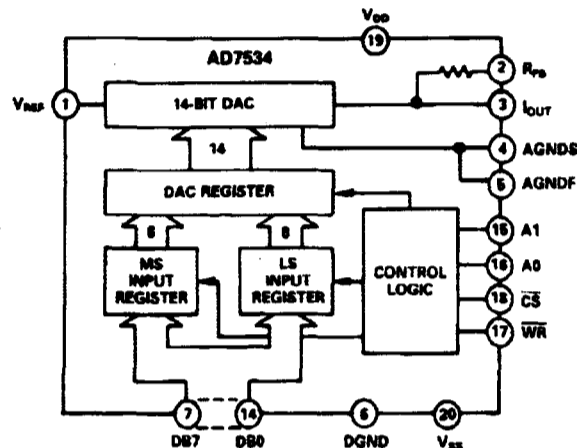 VDD
19
AD7534
2 RFB
VREF 1
14-BIT DAC
3 IOUT
4 AGNDS
14
5 AGNDF
DAC REGISTER
6
8
15 A1
MS
INPUT
REGISTER
LS
INPUT
REGISTER
CONTROL
LOGIC
16 A0
18 CS
17 WR
7
14
6
20
DB7
DB0
DGND
VSS